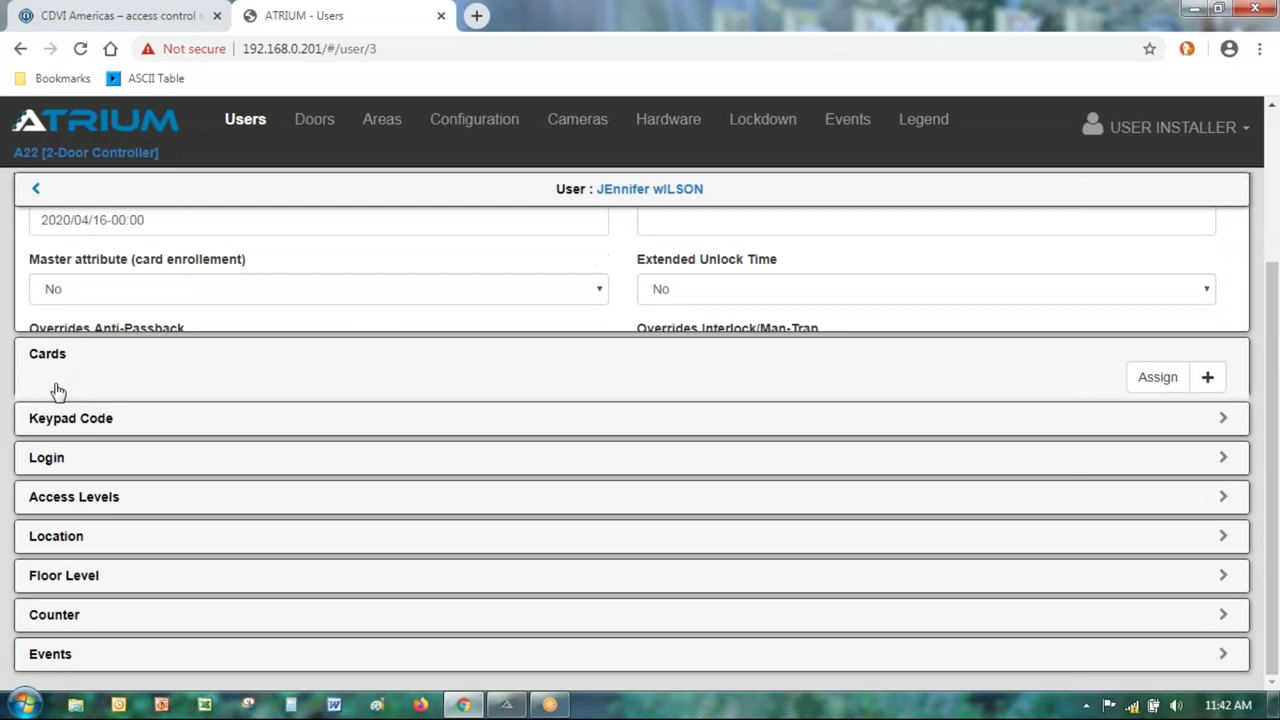 CDVI Americas – access control s
ATRIUM - Users
Not secure
192.168.0.201/#/user/3
Bookmarks
ASCII Table
ATRIUM
Users
Doors
Areas
Configuration
Cameras
Hardware
Lockdown
Events
Legend
USER INSTALLER
A22 [2-Door Controller]
User : JEnnifer wILSON
2020/04/16-00:00
Master attribute (card enrollement)
Extended Unlock Time
No
No
Overrides Anti-Passback
Overrides Interlock/Man-Trap
Cards
Assign
+
Keypad Code
Login
Access Levels
Location
Floor Level
Counter
Events
11:42 AM